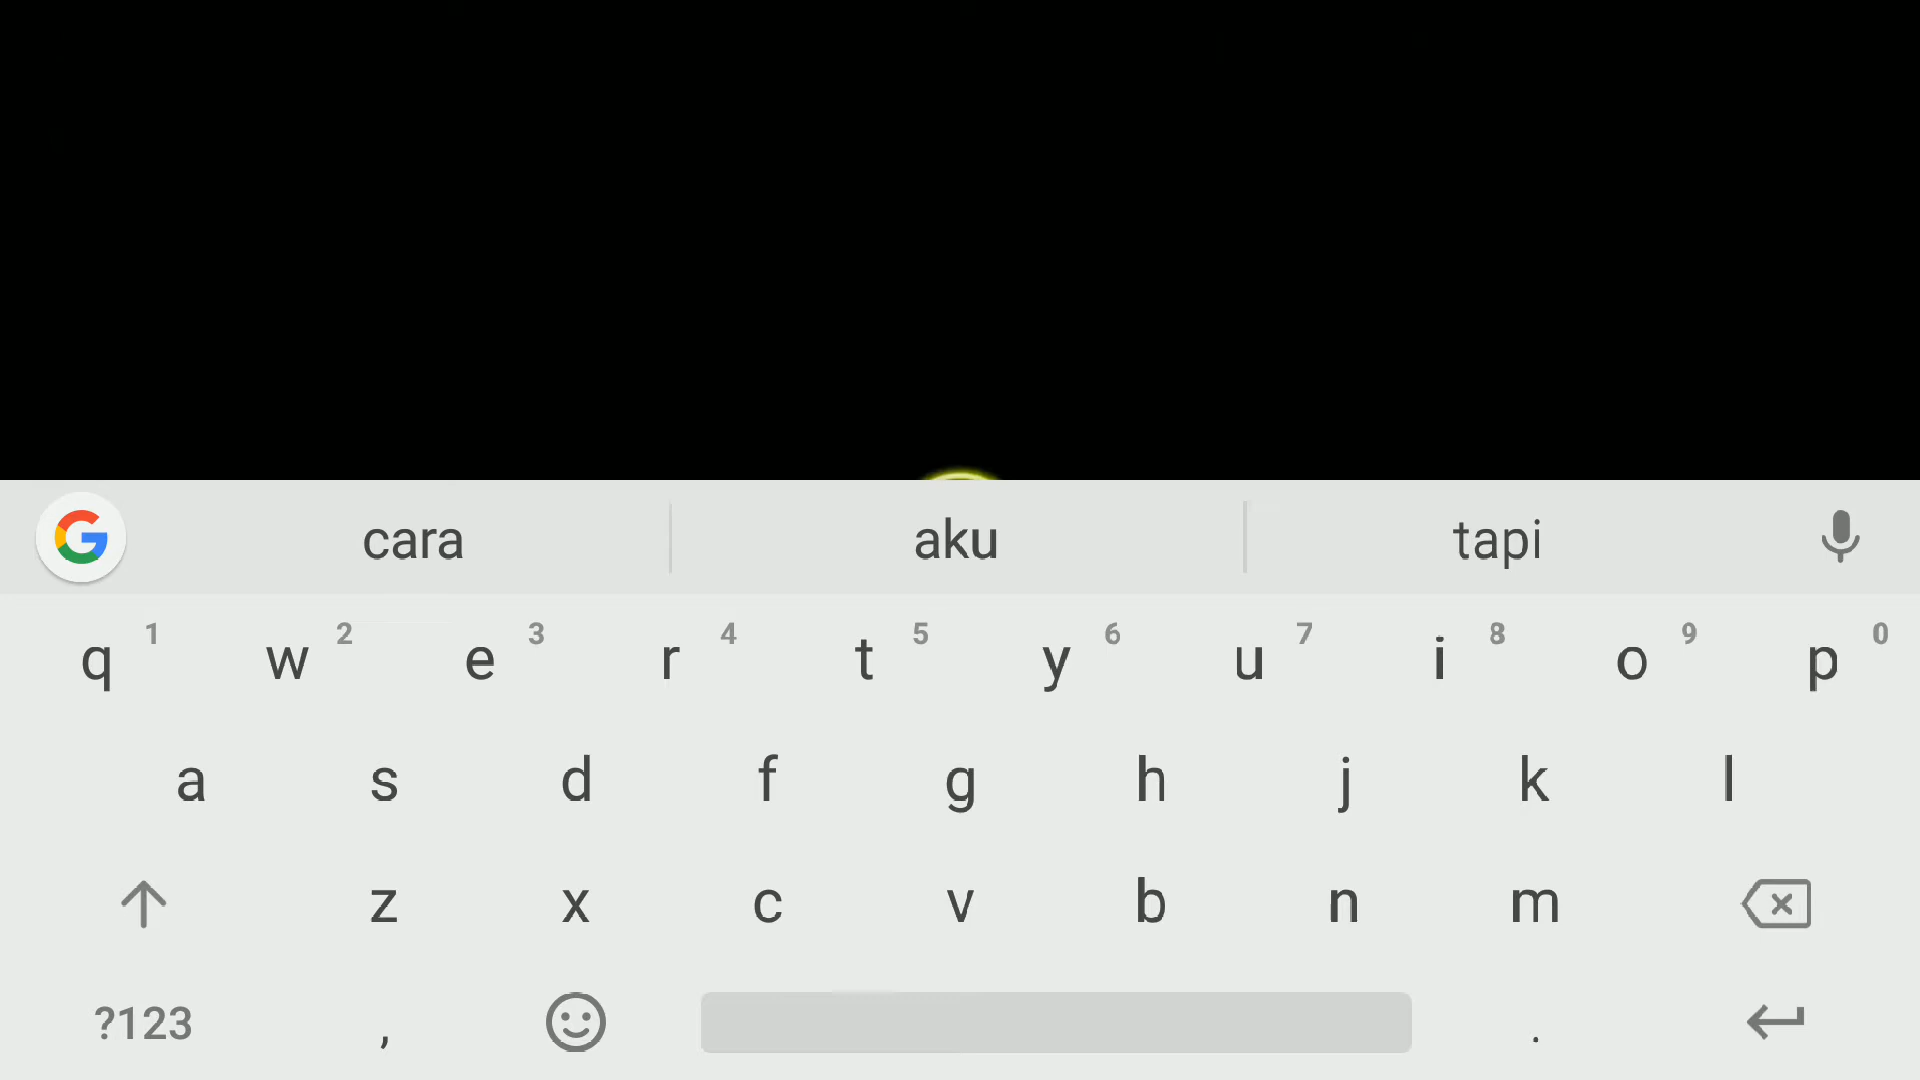 cara aku tapi
q 1 w 2 e 3 r 4 t 5 y 6 u 7 i 8 o 9 p 0
a s d f g h j k l
z x c v b n m
?123 , .